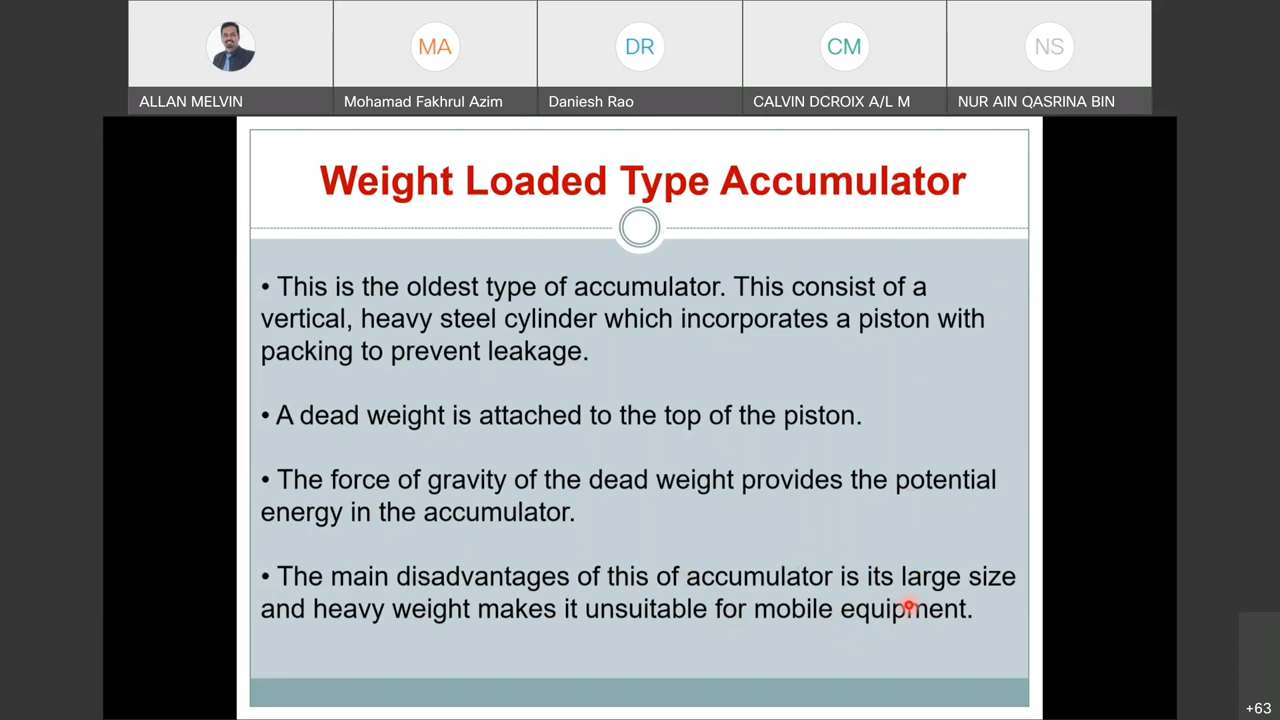 MA
DR
CM
NS
ALLAN MELVIN
Mohamad Fakhrul Azim
Daniesh Rao
CALVIN DCROIX A/L M
NUR AIN QASRINA BIN
Weight Loaded Type Accumulator
• This is the oldest type of accumulator. This consist of a
vertical, heavy steel cylinder which incorporates a piston with
packing to prevent leakage.
• A dead weight is attached to the top of the piston.
• The force of gravity of the dead weight provides the potential
energy in the accumulator.
• The main disadvantages of this of accumulator is its large size
and heavy weight makes it unsuitable for mobile equipment.
+63